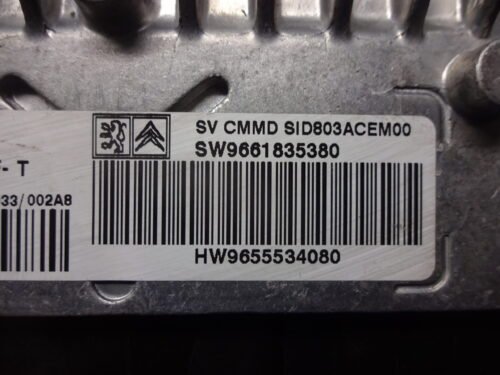 SV CMMD SID803ACEM00
SW9661835380
- T
33/002A8
HW9655534080